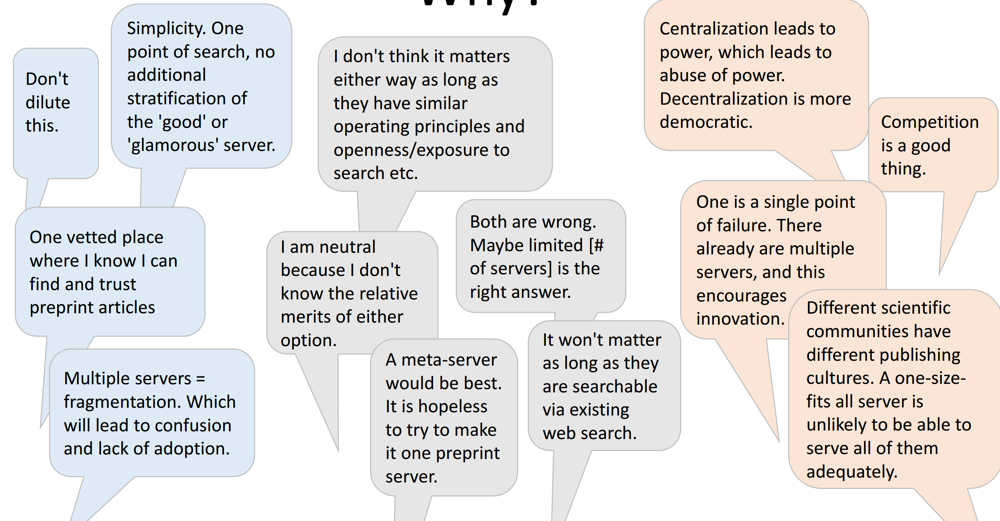 Why?
Don't
dilute
this.
Simplicity. One
point of search, no
additional
stratification of
the 'good' or
'glamorous' server.
One vetted place
where I know I can
find and trust
preprint articles
Multiple servers =
fragmentation. Which
will lead to confusion
and lack of adoption.
I don't think it matters
either way as long as
they have similar
operating principles and
openness/exposure to
search etc.
I am neutral
because I don't
know the relative
merits of either
option.
Both are wrong.
Maybe limited [#
of servers] is the
right answer.
A meta-server
would be best.
It is hopeless
to try to make
it one preprint
server.
It won't matter
as long as they
are searchable
via existing
web search.
Centralization leads to
power, which leads to
abuse of power.
Decentralization is more
democratic.
Competition
is a good
thing.
One is a single point
of failure. There
already are multiple
servers, and this
encourages
innovation.
Different scientific
communities have
different publishing
cultures. A one-size-
fits all server is
unlikely to be able to
serve all of them
adequately.